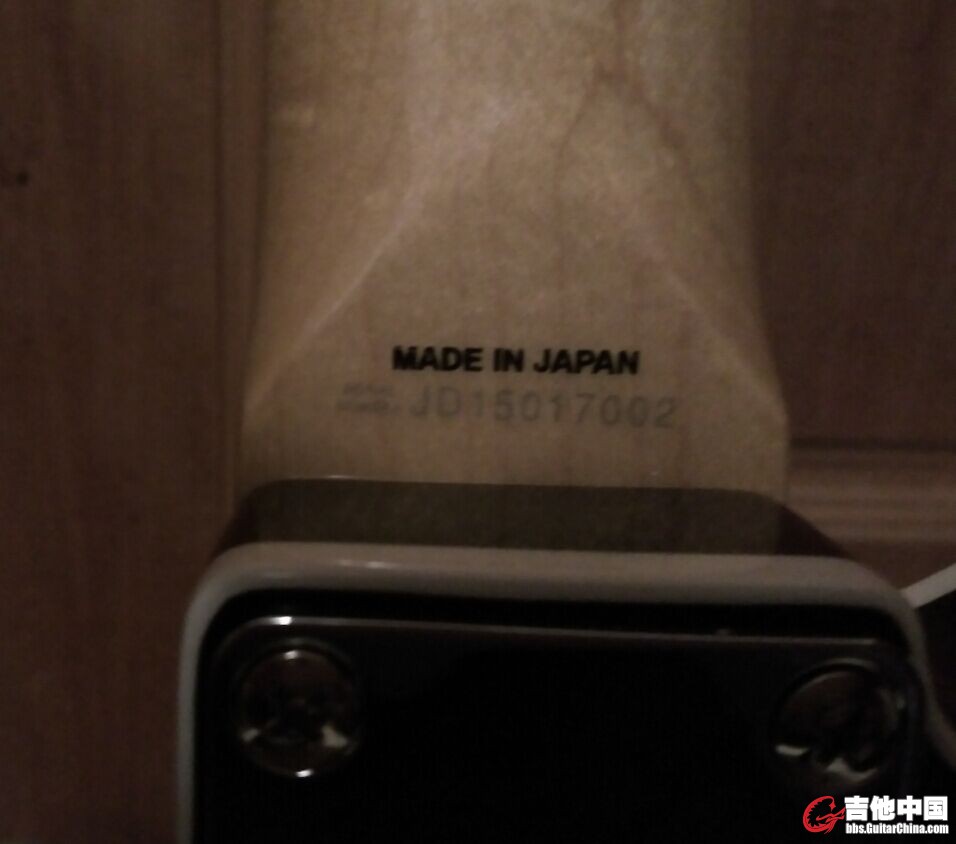 MADE IN JAPAN
JD15017002
吉他中国
bbs.GuitarChina.com